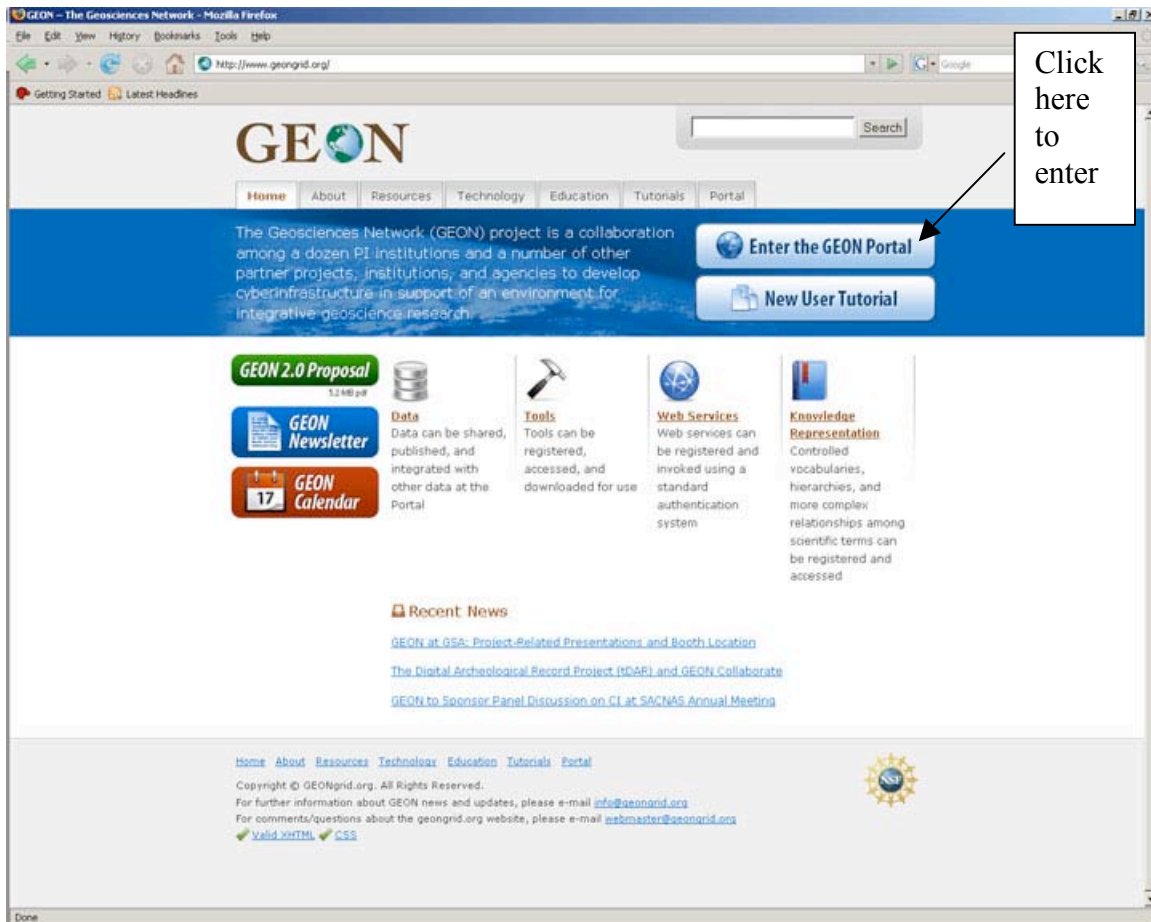 GEON - The Geosciences Network - Mozilla Firefox
File Edit View History Bookmarks Tools Help
http://www.geongrid.org/
Google
Getting Started Latest Headlines
Click
here
to
enter
GEON
Search
Home About Resources Technology Education Tutorials Portal
The Geosciences Network (GEON) project is a collaboration
among a dozen PI institutions and a number of other
partner projects, institutions, and agencies to develop
cyberinfrastructure in support of an environment for
integrative geoscience research.
Enter the GEON Portal
New User Tutorial
GEON 2.0 Proposal
5.2 MB pdf
GEON
Newsletter
17 GEON
Calendar
Data
Data can be shared,
published, and
integrated with
other data at the
Portal
Tools
Tools can be
registered,
accessed, and
downloaded for use
Web Services
Web services can
be registered and
invoked using a
standard
authentication
system
Knowledge
Representation
Controlled
vocabularies,
hierarchies, and
more complex
relationships among
scientific terms can
be registered and
accessed
Recent News
GEON at GSA: Project-Related Presentations and Booth Location
The Digital Archeological Record Project (tDAR) and GEON Collaborate
GEON to Sponsor Panel Discussion on CI at SACNAS Annual Meeting
Home About Resources Technology Education Tutorials Portal
Copyright © GEONgrid.org. All Rights Reserved.
For further information about GEON news and updates, please e-mail info@geongrid.org
For comments/questions about the geongrid.org website, please e-mail webmaster@geongrid.org
Valid XHTML CSS
NSF
Done